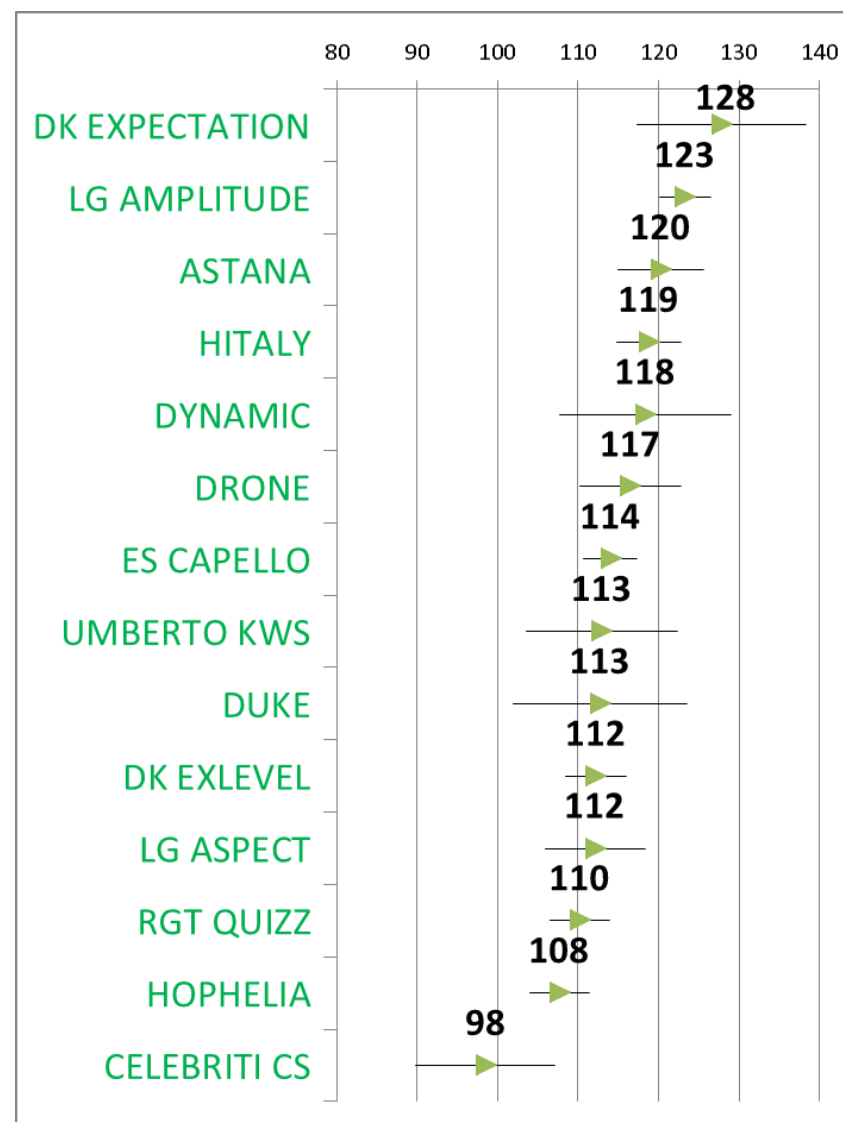 80 90 100 110 120 130 140
DK EXPECTATION 128
LG AMPLITUDE 123
ASTANA 120
HITALY 119
DYNAMIC 118
DRONE 117
ES CAPELLO 114
UMBERTO KWS 113
DUKE 113
DK EXLEVEL 112
LG ASPECT 112
RGT QUIZZ 110
HOPHELIA 108
CELEBRITI CS 98